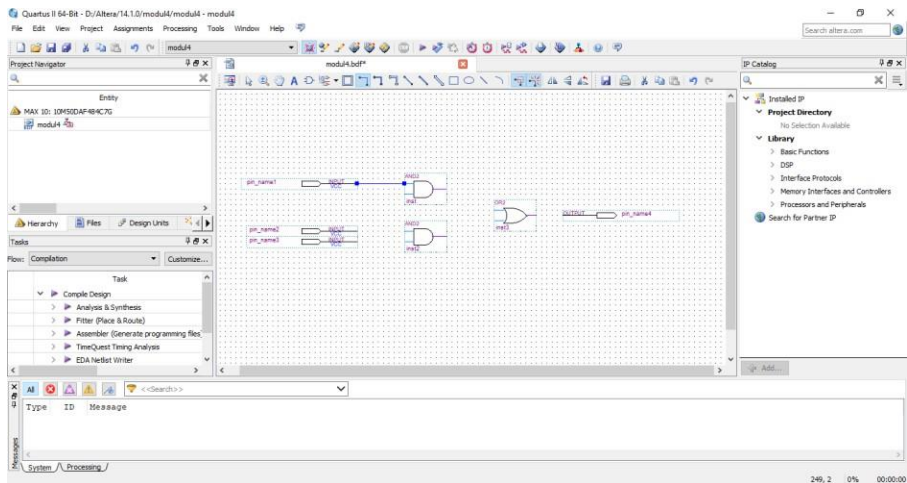 Quartus II 64-Bit - D:/Altera/14.1.0/modul4/modul4 - modul4
File Edit View Project Assignments Processing Tools Window Help
Search altera.com
modul4
Project Navigator
modul4.bdf*
IP Catalog
Entity
MAX 10: 10M50DAF484C7G
modul4
Installed IP
Project Directory
No Selection Available
Library
Basic Functions
DSP
Interface Protocols
Memory Interfaces and Controllers
Processors and Peripherals
Search for Partner IP
pin_name1 INPUT VCC
AND2
inst
pin_name2 INPUT VCC
pin_name3 INPUT VCC
AND2
inst2
OR2
inst3
OUTPUT pin_name4
Hierarchy Files Design Units
Tasks
Flow: Compilation Customize...
Task
Compile Design
Analysis & Synthesis
Fitter (Place & Route)
Assembler (Generate programming files)
TimeQuest Timing Analysis
EDA Netlist Writer
Add...
All <<Search>>
Type ID Message
Messages
System Processing
249, 2 0% 00:00:00